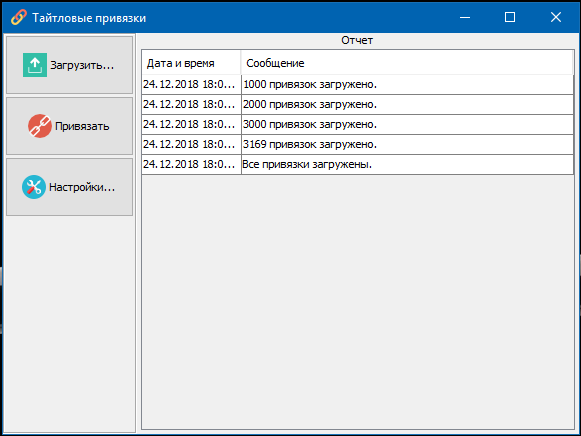 Тайтловые привязки
Загрузить...
Привязать
Настройки...
Отчет
Дата и время Сообщение
24.12.2018 18:0... 1000 привязок загружено.
24.12.2018 18:0... 2000 привязок загружено.
24.12.2018 18:0... 3000 привязок загружено.
24.12.2018 18:0... 3169 привязок загружено.
24.12.2018 18:0... Все привязки загружены.